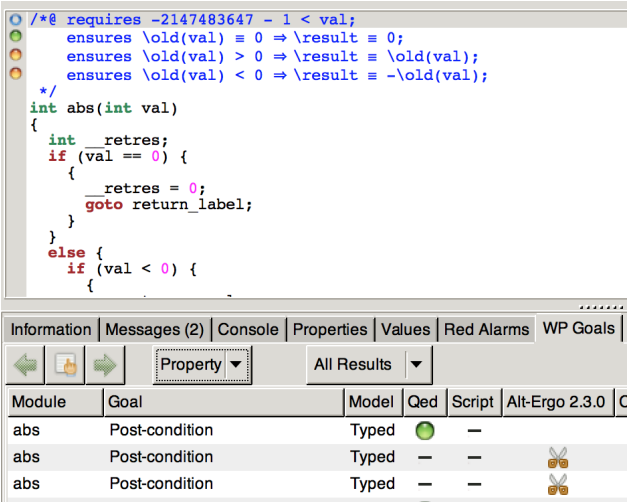 /*@ requires -2147483647 - 1 < val;
ensures \old(val) ≡ 0 ⇒ \result ≡ 0;
ensures \old(val) > 0 ⇒ \result ≡ \old(val);
ensures \old(val) < 0 ⇒ \result ≡ -\old(val);
*/
int abs(int val)
{
int __retres;
if (val == 0) {
{
__retres = 0;
goto return_label;
}
}
else {
if (val < 0) {
{
Information Messages (2) Console Properties Values Red Alarms WP Goals
Property All Results
Module Goal Model Qed Script Alt-Ergo 2.3.0
abs Post-condition Typed —
abs Post-condition Typed — —
abs Post-condition Typed — —